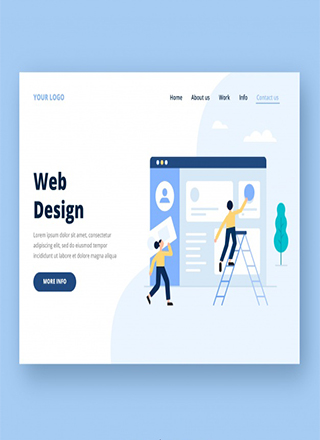 YOUR LOGO
Home About us Work Info Contact us
Web
Design
Lorem ipsum dolor sit amet, consectetur
adipiscing elit, sed do eiusmod tempor
incididunt ut labore et dolore magna aliqua
MORE INFO